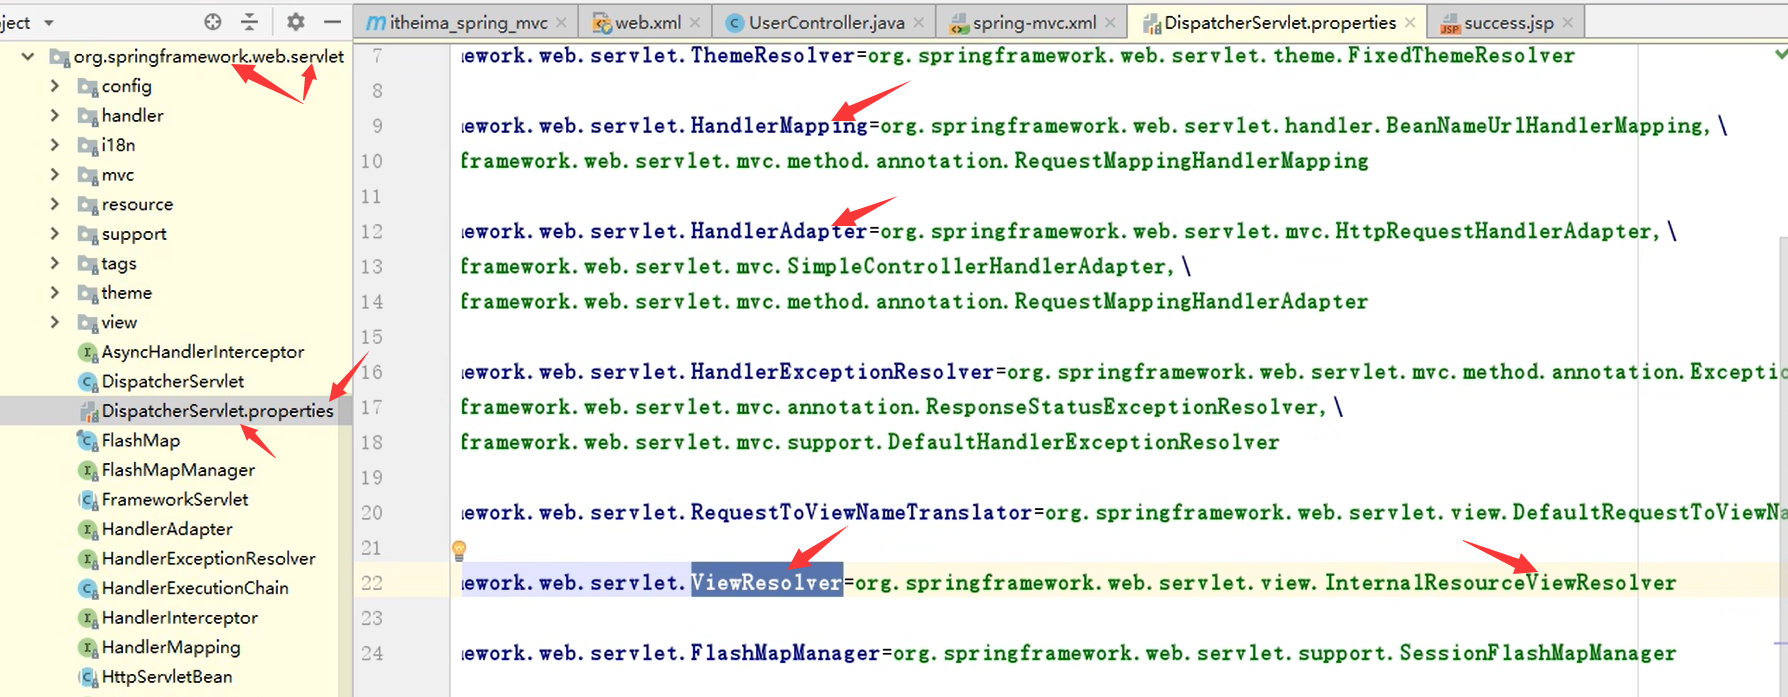 ject
itheima_spring_mvc
web.xml
UserController.java
spring-mvc.xml
DispatcherServlet.properties
success.jsp
org.springframework.web.servlet
config
handler
i18n
mvc
resource
support
tags
theme
view
AsyncHandlerInterceptor
DispatcherServlet
DispatcherServlet.properties
FlashMap
FlashMapManager
FrameworkServlet
HandlerAdapter
HandlerExceptionResolver
HandlerExecutionChain
HandlerInterceptor
HandlerMapping
HttpServletBean
7 ework.web.servlet.ThemeResolver=org.springframework.web.servlet.theme.FixedThemeResolver
8
9 ework.web.servlet.HandlerMapping=org.springframework.web.servlet.handler.BeanNameUrlHandlerMapping,\
10 framework.web.servlet.mvc.method.annotation.RequestMappingHandlerMapping
11
12 ework.web.servlet.HandlerAdapter=org.springframework.web.servlet.mvc.HttpRequestHandlerAdapter,\
13 framework.web.servlet.mvc.SimpleControllerHandlerAdapter,\
14 framework.web.servlet.mvc.method.annotation.RequestMappingHandlerAdapter
15
16 ework.web.servlet.HandlerExceptionResolver=org.springframework.web.servlet.mvc.method.annotation.Exceptio
17 framework.web.servlet.mvc.annotation.ResponseStatusExceptionResolver,\
18 framework.web.servlet.mvc.support.DefaultHandlerExceptionResolver
19
20 ework.web.servlet.RequestToViewNameTranslator=org.springframework.web.servlet.view.DefaultRequestToViewNa
21
22 ework.web.servlet.ViewResolver=org.springframework.web.servlet.view.InternalResourceViewResolver
23
24 ework.web.servlet.FlashMapManager=org.springframework.web.servlet.support.SessionFlashMapManager